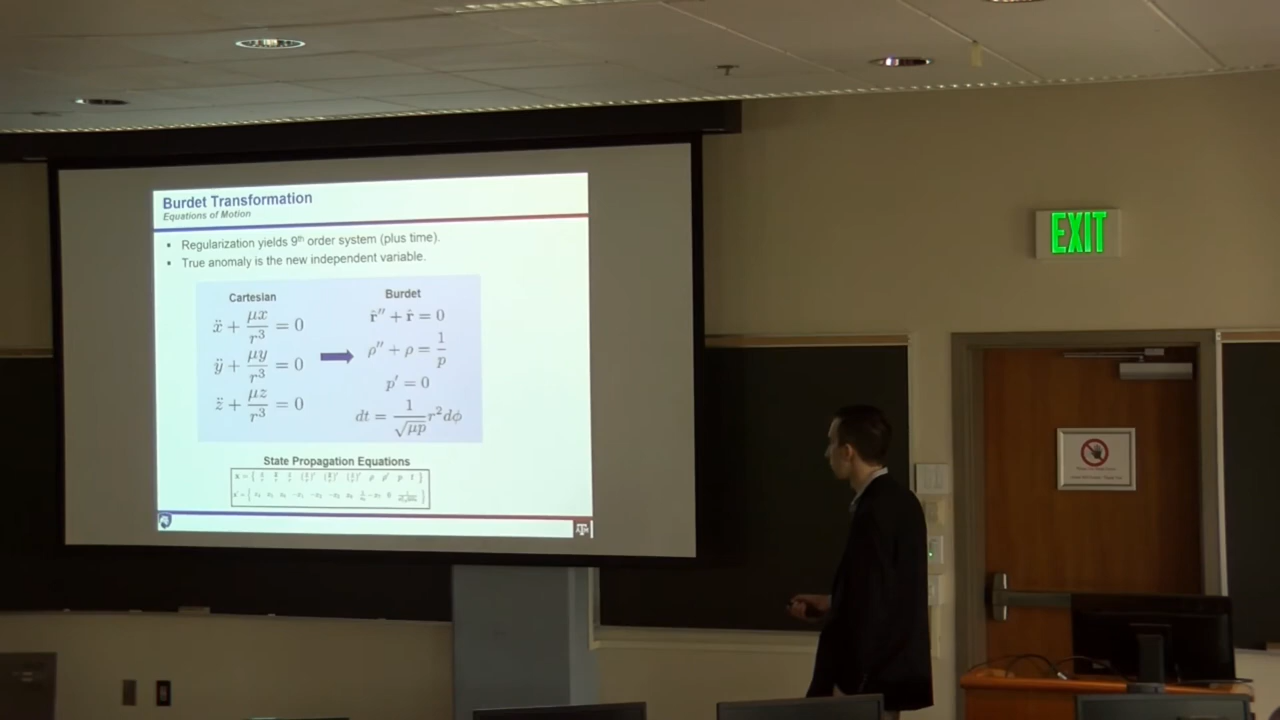 Burdet Transformation
Equations of Motion
▪ Regularization yields 9th order system (plus time).
▪ True anomaly is the new independent variable.
Cartesian
ẍ + μx/r³ = 0
ÿ + μy/r³ = 0
z̈ + μz/r³ = 0
Burdet
r̂″ + r̂ = 0
ρ″ + ρ = 1/p
p′ = 0
dt = 1/√(μp) r²dϕ
State Propagation Equations
ATM
EXIT